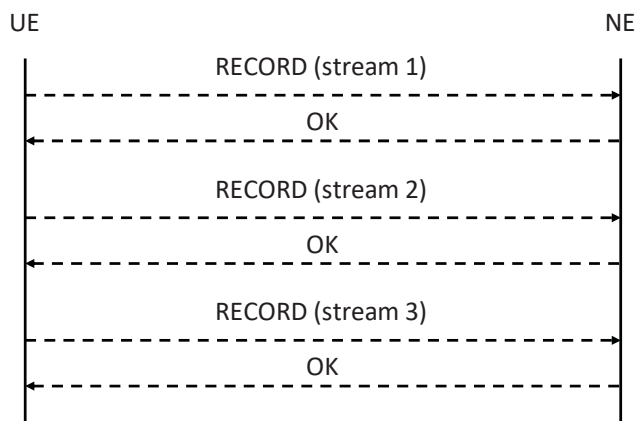 UE NE
RECORD (stream 1)
OK
RECORD (stream 2)
OK
RECORD (stream 3)
OK